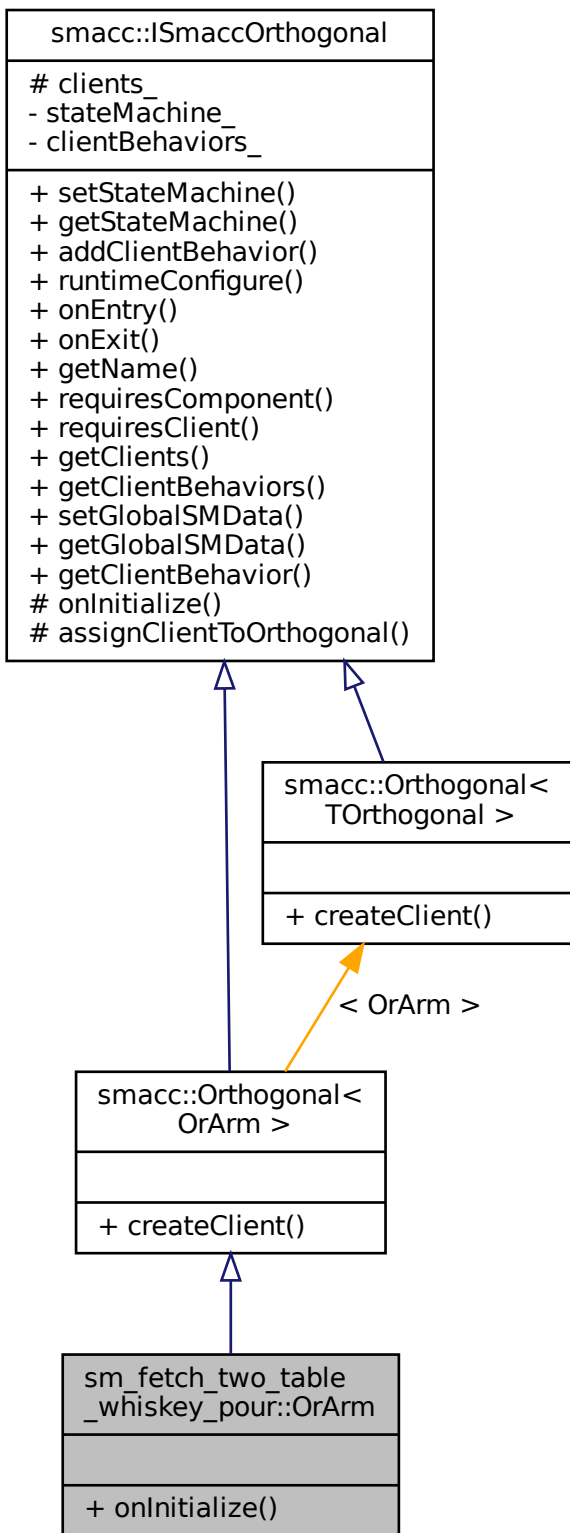 smacc::ISmaccOrthogonal
# clients_
- stateMachine_
- clientBehaviors_
+ setStateMachine()
+ getStateMachine()
+ addClientBehavior()
+ runtimeConfigure()
+ onEntry()
+ onExit()
+ getName()
+ requiresComponent()
+ requiresClient()
+ getClients()
+ getClientBehaviors()
+ setGlobalSMData()
+ getGlobalSMData()
+ getClientBehavior()
# onInitialize()
# assignClientToOrthogonal()
smacc::Orthogonal<
TOrthogonal >
+ createClient()
< OrArm >
smacc::Orthogonal<
OrArm >
+ createClient()
sm_fetch_two_table
_whiskey_pour::OrArm
+ onInitialize()